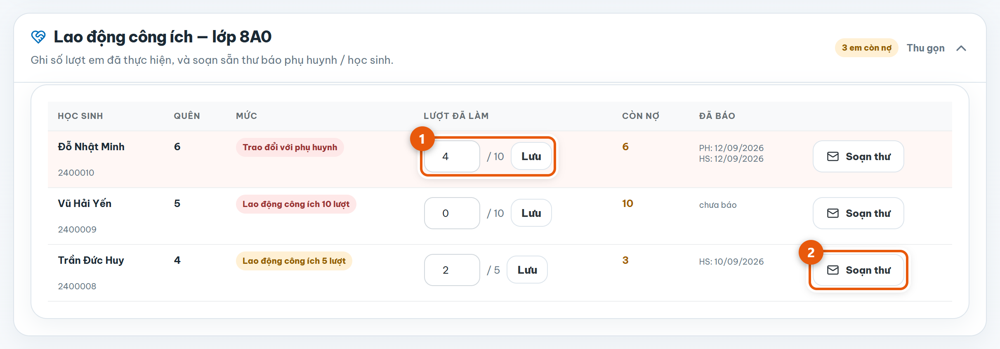 Lao động công ích – lớp 8A0
Ghi số lượt em đã thực hiện, và soạn sẵn thư báo phụ huynh / học sinh.
3 em còn nợ Thu gọn
HỌC SINH QUÊN MỨC LƯỢT ĐÃ LÀM CÒN NỢ ĐÃ BÁO
1
Đỗ Nhật Minh 6 Trao đổi với phụ huynh 4 / 10 Lưu 6 PH: 12/09/2026
HS: 12/09/2026
Soạn thư
2400010
Vũ Hải Yến 5 Lao động công ích 10 lượt 0 / 10 Lưu 10 chưa báo Soạn thư
2400009
2
Trần Đức Huy 4 Lao động công ích 5 lượt 2 / 5 Lưu 3 HS: 10/09/2026 Soạn thư
2400008